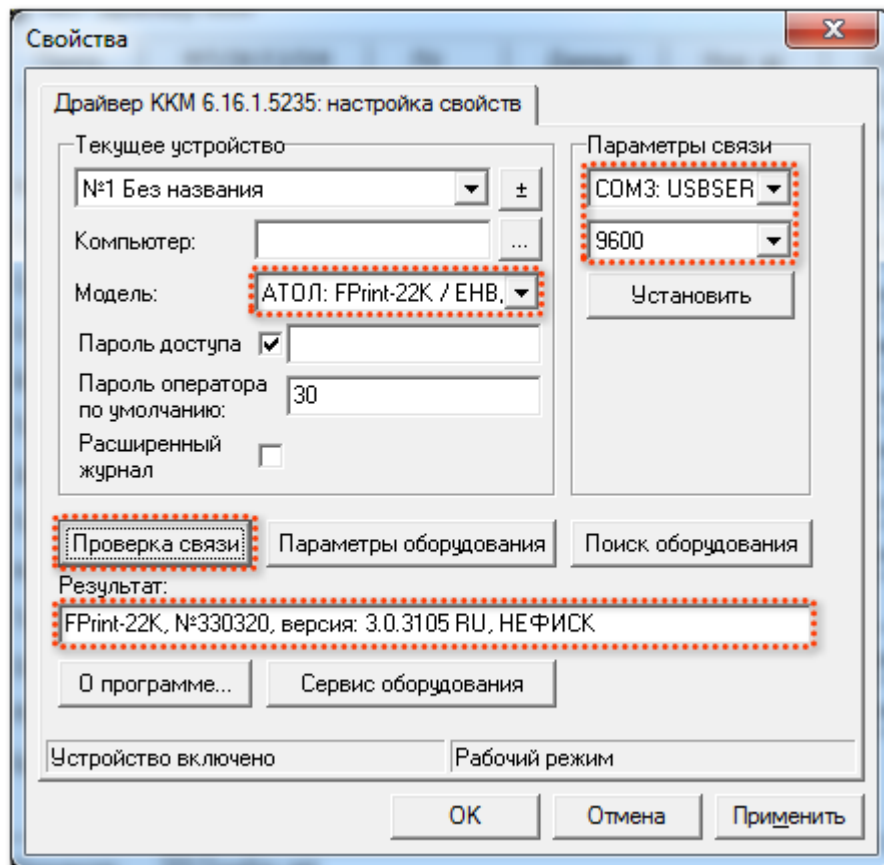 Свойства
Драйвер ККМ 6.16.1.5235: настройка свойств
Текущее устройство
№1 Без названия
±
Компьютер:
...
Модель:
АТОЛ: FPrint-22K / ЕНВ,
Пароль доступа
Пароль оператора
по умолчанию:
30
Расширенный
журнал
Параметры связи
COM3: USBSER
9600
Установить
Проверка связи
Параметры оборудования
Поиск оборудования
Результат:
FPrint-22K, №330320, версия: 3.0.3105 RU, НЕФИСК
О программе...
Сервис оборудования
Устройство включено
Рабочий режим
OK
Отмена
Применить